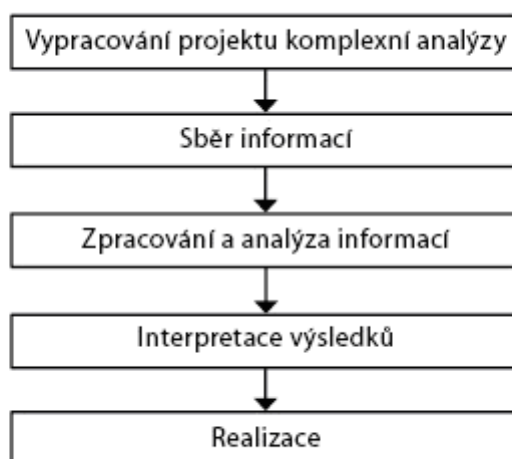 Vypracování projektu komplexní analýzy
Sběr informací
Zpracování a analýza informací
Interpretace výsledků
Realizace